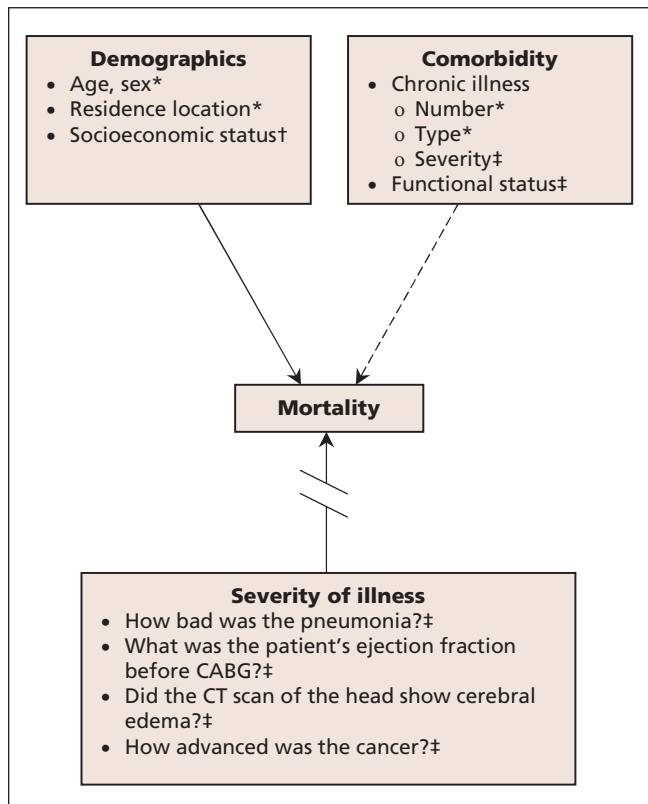 Demographics
• Age, sex*
• Residence location*
• Socioeconomic status†
Comorbidity
• Chronic illness
o Number*
o Type*
o Severity‡
• Functional status‡
Mortality
Severity of illness
• How bad was the pneumonia?‡
• What was the patient’s ejection fraction
before CABG?‡
• Did the CT scan of the head show cerebral
edema?‡
• How advanced was the cancer?‡